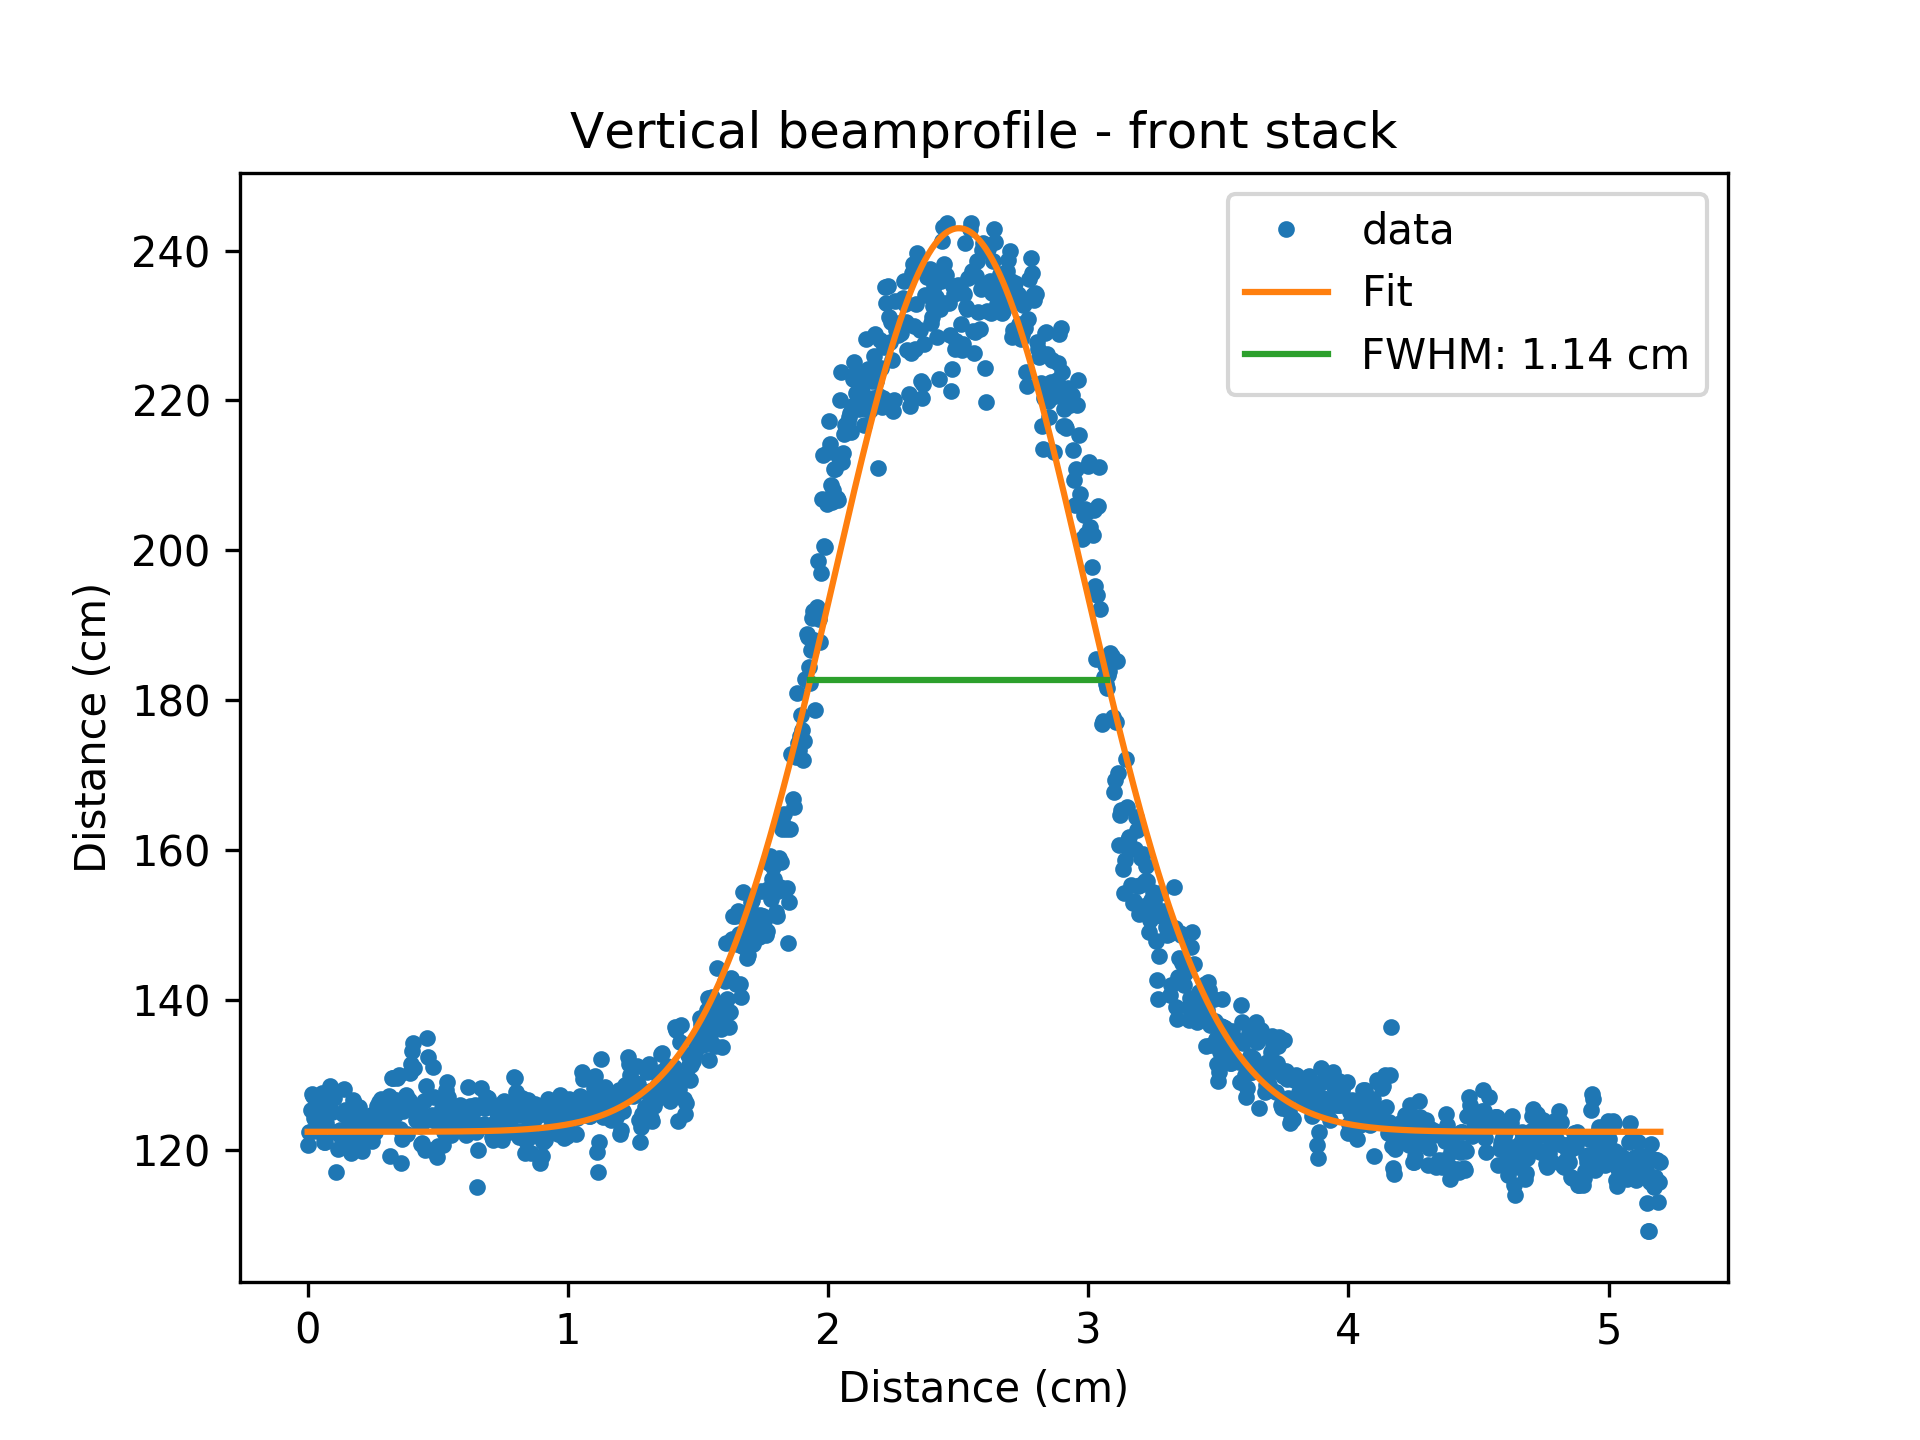 Vertical beamprofile - front stack
data
Fit
FWHM: 1.14 cm
240
220
200
180
160
140
120
Distance (cm)
0 1 2 3 4 5
Distance (cm)